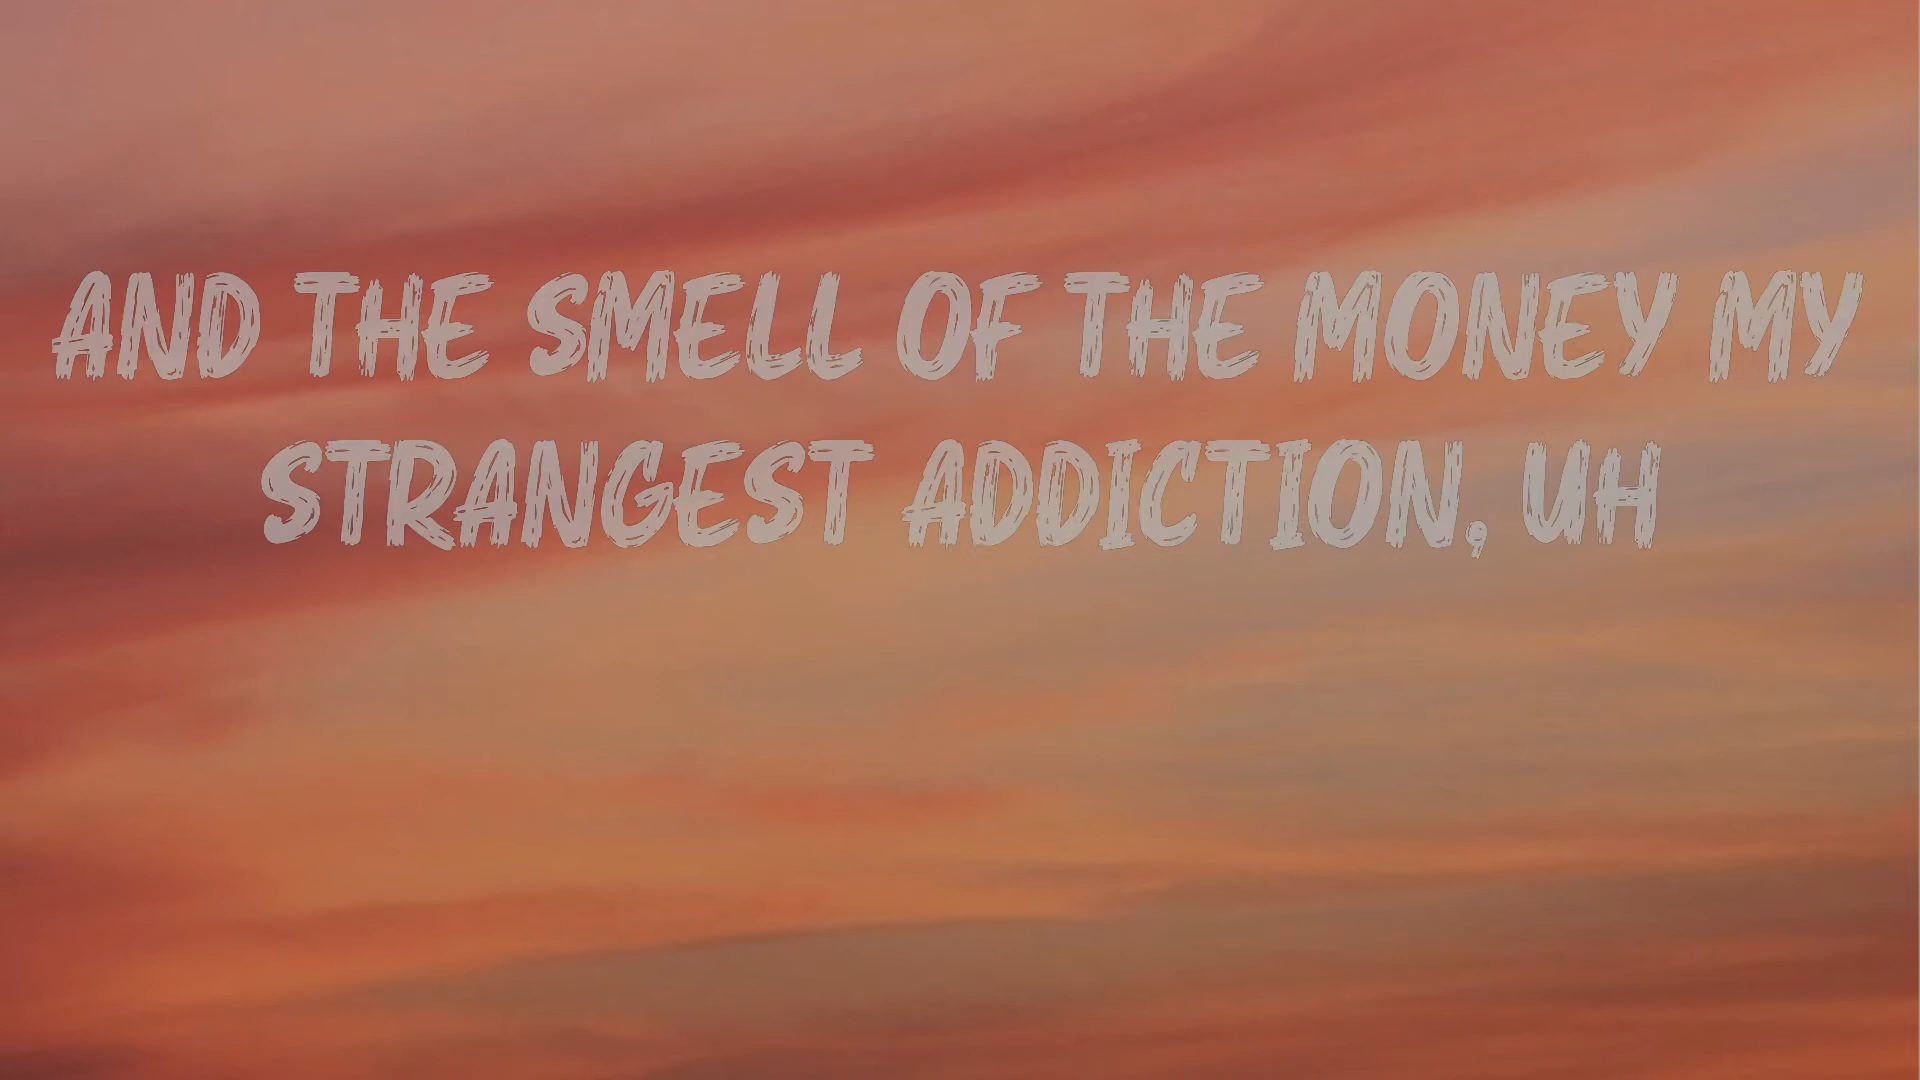 AND THE SMELL OF THE MONEY MY
STRANGEST ADDICTION, UH